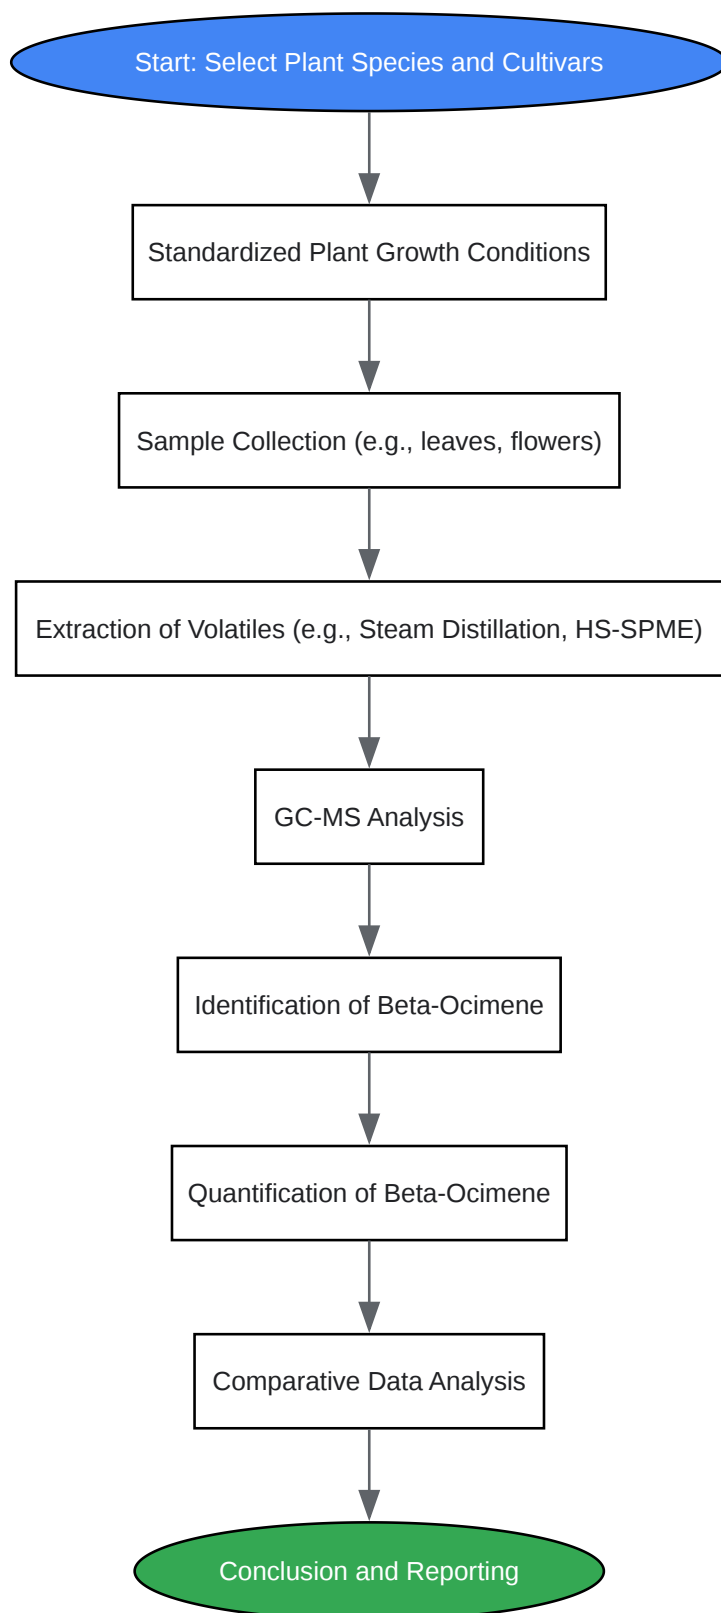 Start: Select Plant Species and Cultivars
Standardized Plant Growth Conditions
Sample Collection (e.g., leaves, flowers)
Extraction of Volatiles (e.g., Steam Distillation, HS-SPME)
GC-MS Analysis
Identification of Beta-Ocimene
Quantification of Beta-Ocimene
Comparative Data Analysis
Conclusion and Reporting